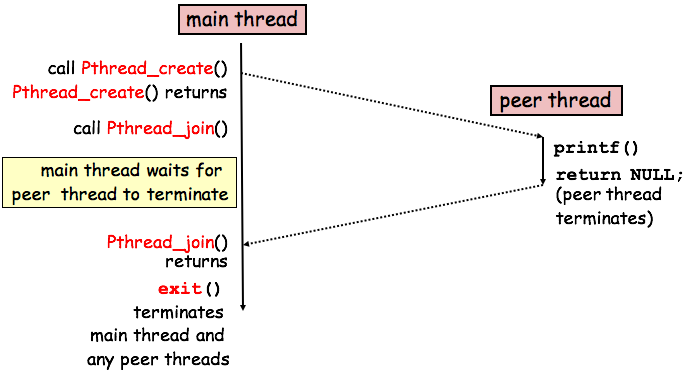 main thread
call Pthread_create()
Pthread_create() returns
call Pthread_join()
main thread waits for
peer thread to terminate
Pthread_join()
returns
exit()
terminates
main thread and
any peer threads
peer thread
printf()
return NULL;
(peer thread
terminates)